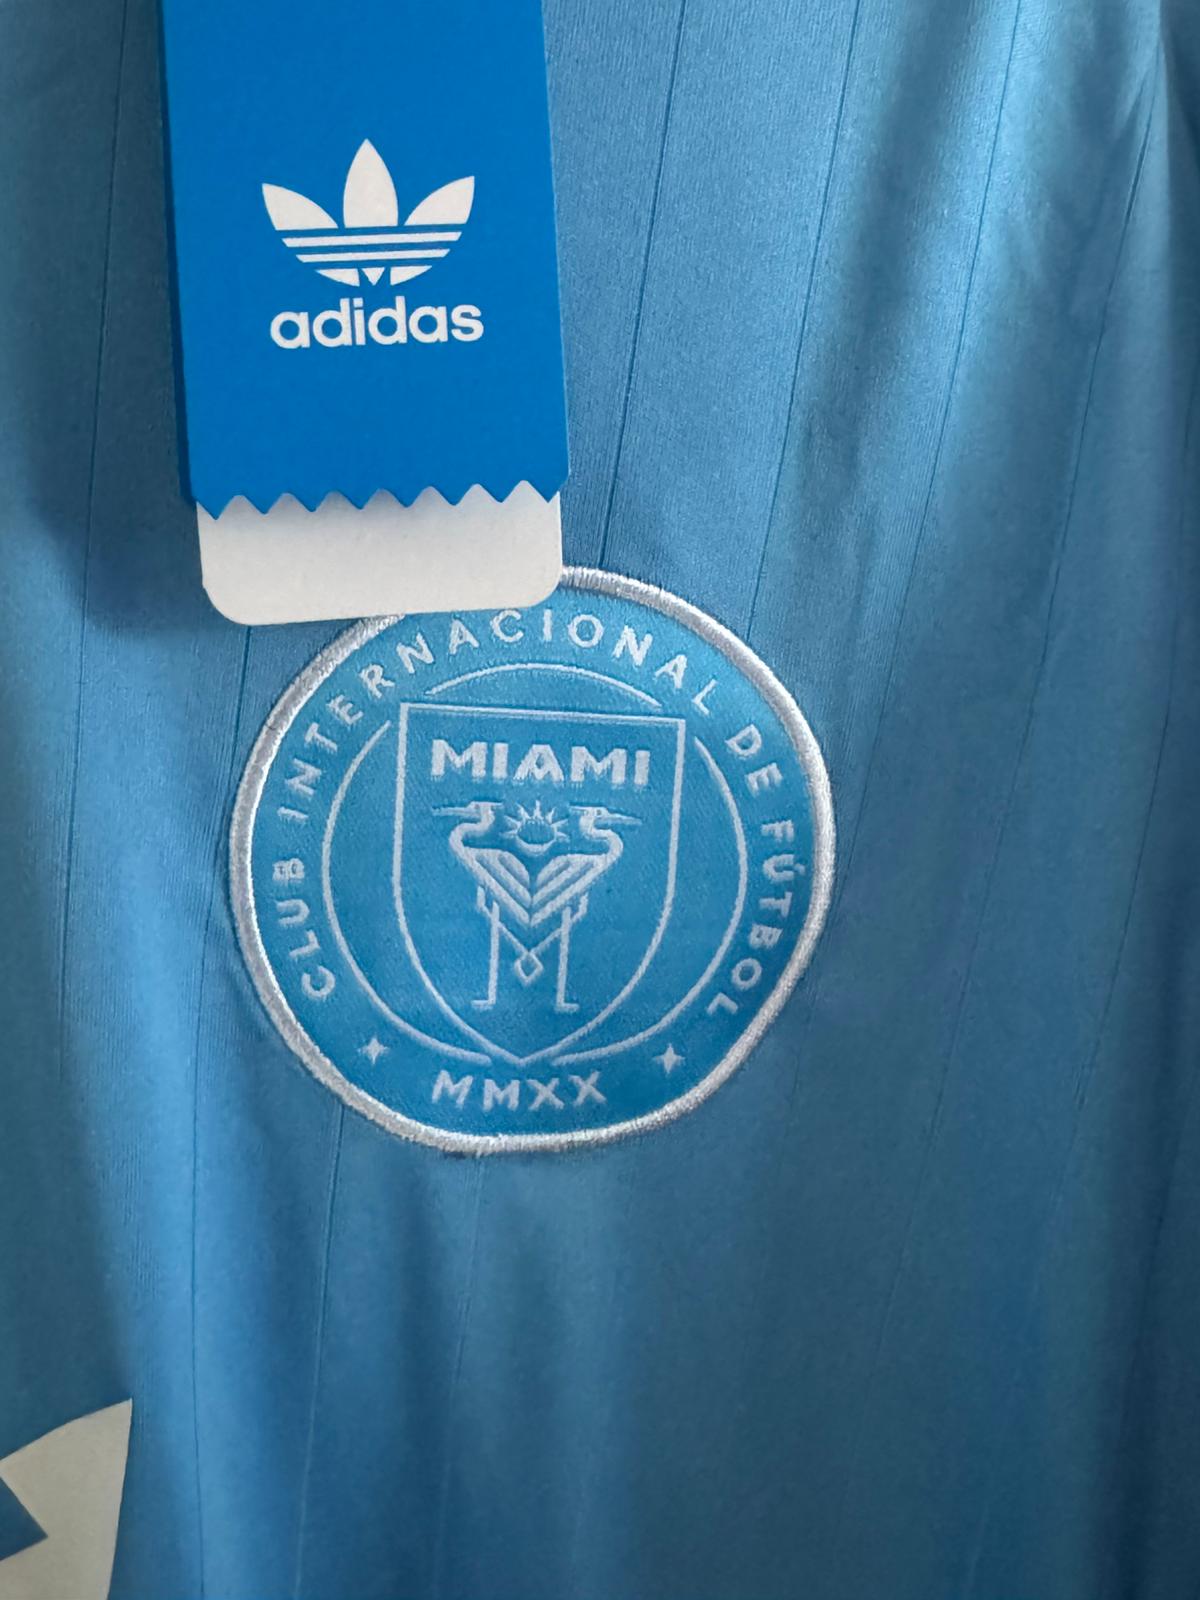 adidas
CLUB INTERNACIONAL DE FÚTBOL
MIAMI
MMXX